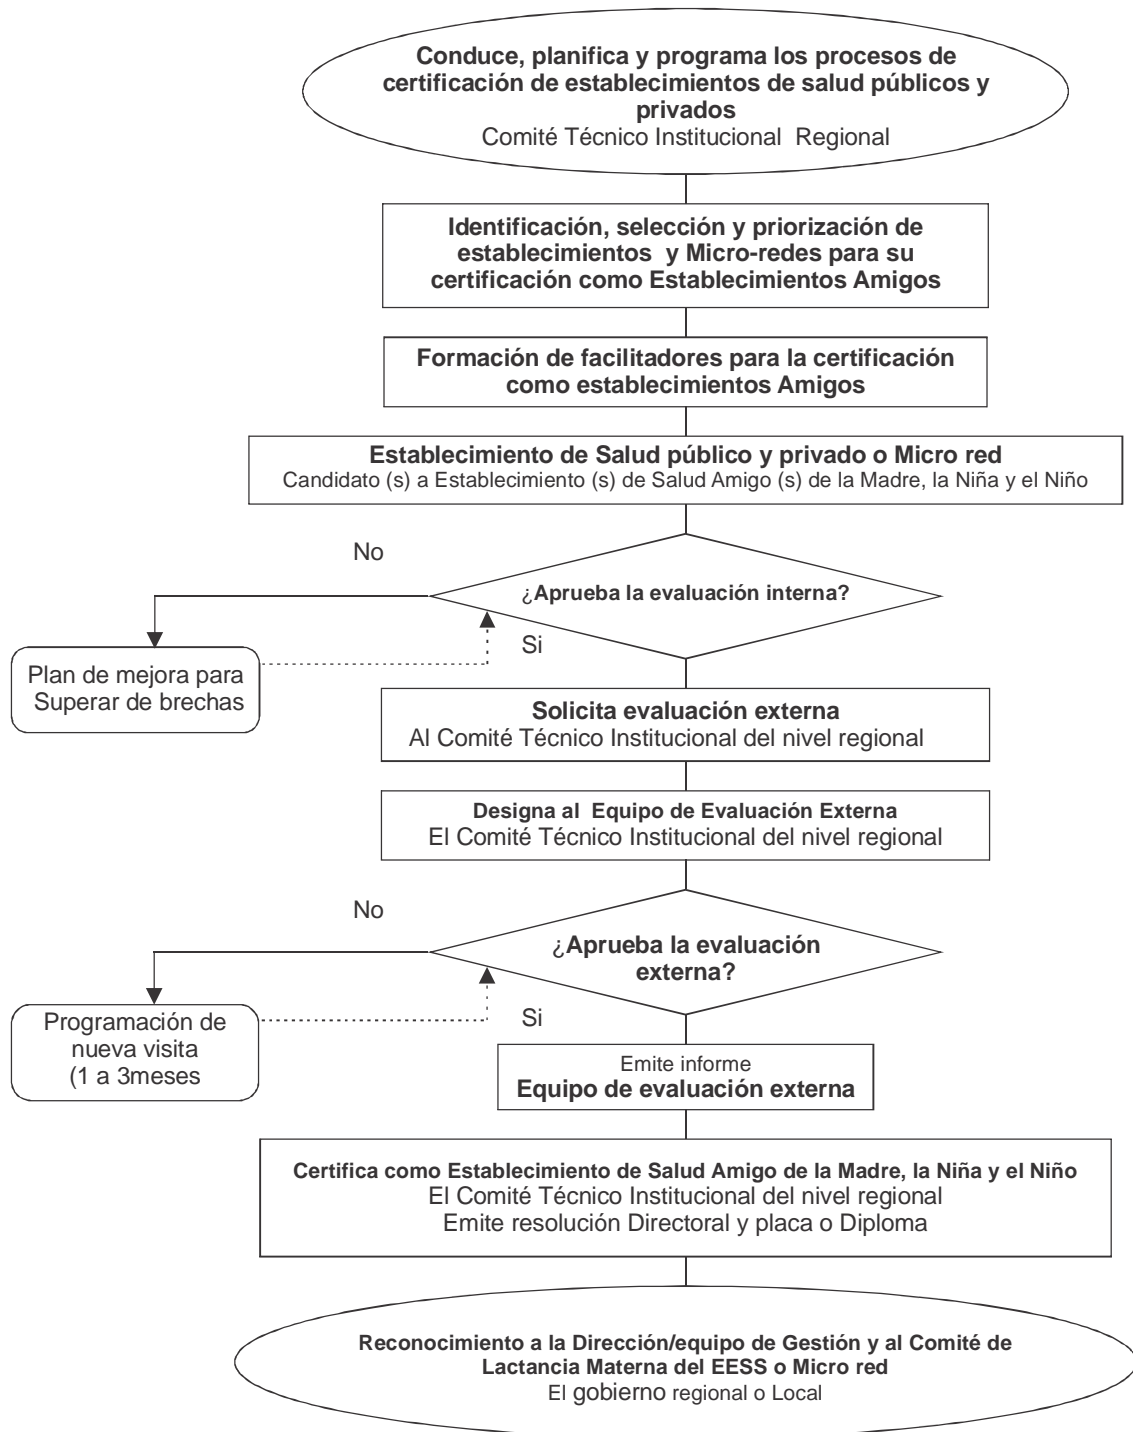 Conduce, planifica y programa los procesos de
certificación de establecimientos de salud públicos y
privados
Comité Técnico Institucional Regional
Identificación, selección y priorización de
establecimientos y Micro-redes para su
certificación como Establecimientos Amigos
Formación de facilitadores para la certificación
como establecimientos Amigos
Establecimiento de Salud público y privado o Micro red
Candidato (s) a Establecimiento (s) de Salud Amigo (s) de la Madre, la Niña y el Niño
No
¿Aprueba la evaluación interna?
Si
Plan de mejora para
Superar de brechas
Solicita evaluación externa
Al Comité Técnico Institucional del nivel regional
Designa al Equipo de Evaluación Externa
El Comité Técnico Institucional del nivel regional
No
¿Aprueba la evaluación
externa?
Si
Programación de
nueva visita
(1 a 3meses
Emite informe
Equipo de evaluación externa
Certifica como Establecimiento de Salud Amigo de la Madre, la Niña y el Niño
El Comité Técnico Institucional del nivel regional
Emite resolución Directoral y placa o Diploma
Reconocimiento a la Dirección/equipo de Gestión y al Comité de
Lactancia Materna del EESS o Micro red
El gobierno regional o Local